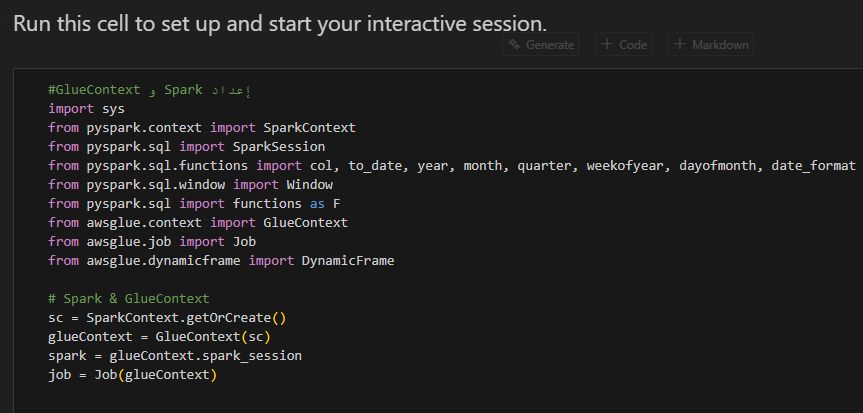 Run this cell to set up and start your interactive session.
Generate
Code
Markdown
#GlueContext و Spark إعداد
import sys
from pyspark.context import SparkContext
from pyspark.sql import SparkSession
from pyspark.sql.functions import col, to_date, year, month, quarter, weekofyear, dayofmonth, date_format
from pyspark.sql.window import Window
from pyspark.sql import functions as F
from awsglue.context import GlueContext
from awsglue.job import Job
from awsglue.dynamicframe import DynamicFrame
# Spark & GlueContext
sc = SparkContext.getOrCreate()
glueContext = GlueContext(sc)
spark = glueContext.spark_session
job = Job(glueContext)